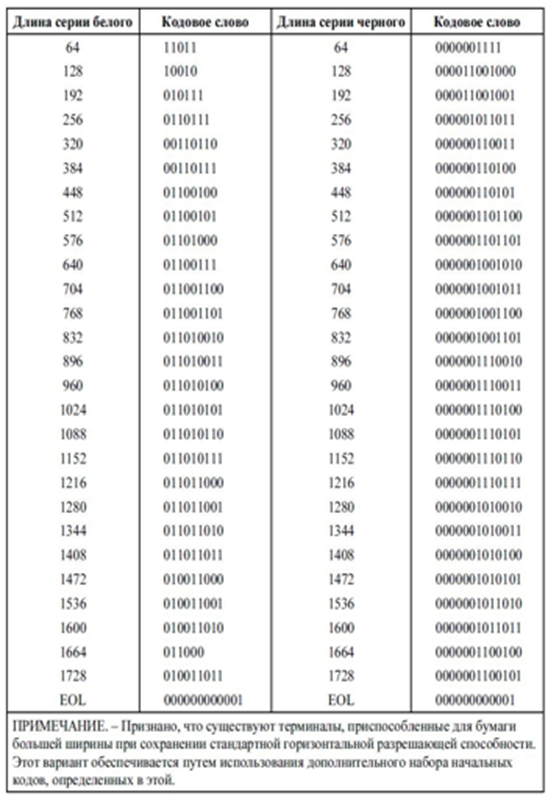 Длина серии белого Кодовое слово Длина серии черного Кодовое слово
64 11011 64 0000001111
128 10010 128 000011001000
192 010111 192 000011001001
256 0110111 256 000001011011
320 00110110 320 000000110011
384 00110111 384 000000110100
448 01100100 448 000000110101
512 01100101 512 0000001101100
576 01101000 576 0000001101101
640 01100111 640 0000001001010
704 011001100 704 0000001001011
768 011001101 768 0000001001100
832 011010010 832 0000001001101
896 011010011 896 0000001110010
960 011010100 960 0000001110011
1024 011010101 1024 0000001110100
1088 011010110 1088 0000001110101
1152 011010111 1152 0000001110110
1216 011011000 1216 0000001110111
1280 011011001 1280 0000001010010
1344 011011010 1344 0000001010011
1408 011011011 1408 0000001010100
1472 010011000 1472 0000001010101
1536 010011001 1536 0000001011010
1600 010011010 1600 0000001011011
1664 011000 1664 0000001100100
1728 010011011 1728 0000001100101
EOL 000000000001 EOL 000000000001
ПРИМЕЧАНИЕ. – Признано, что существуют терминалы, приспособленные для бумаги
большей ширины при сохранении стандартной горизонтальной разрешающей способности.
Этот вариант обеспечивается путем использования дополнительного набора начальных
кодов, определенных в этой.